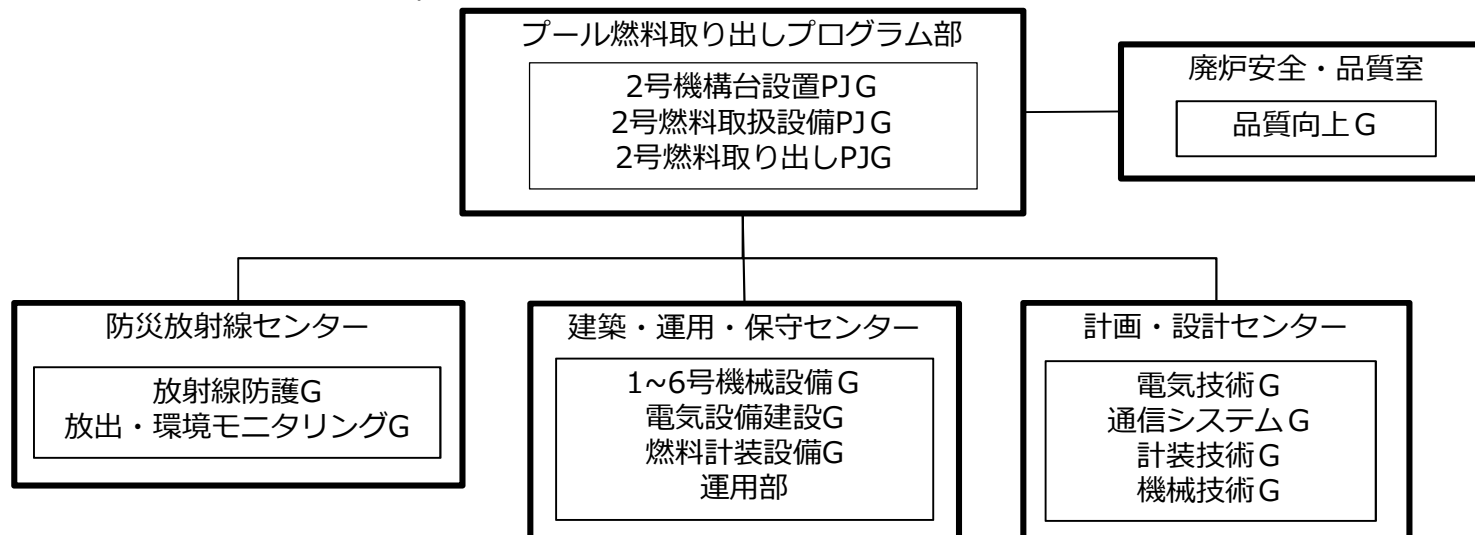 プール燃料取り出しプログラム部
2号機構台設置PJG
2号燃料取扱設備PJG
2号燃料取り出しPJG
廃炉安全・品質室
品質向上G
防災放射線センター
放射線防護G
放出・環境モニタリングG
建築・運用・保守センター
1~6号機械設備G
電気設備建設G
燃料計装設備G
運用部
計画・設計センター
電気技術G
通信システムG
計装技術G
機械技術G